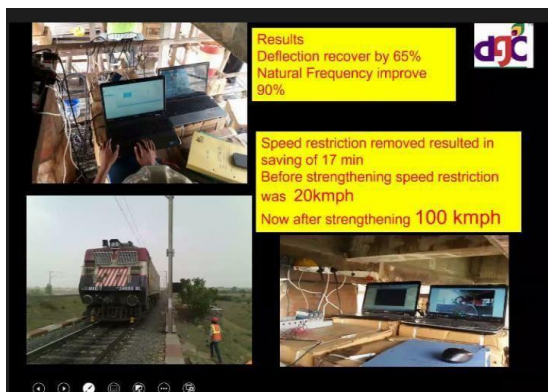 Results
Deflection recover by 65%
Natural Frequency improve
90%
dgc
Speed restriction removed resulted in
saving of 17 min
Before strengthening speed restriction
was 20kmph
Now after strengthening 100 kmph